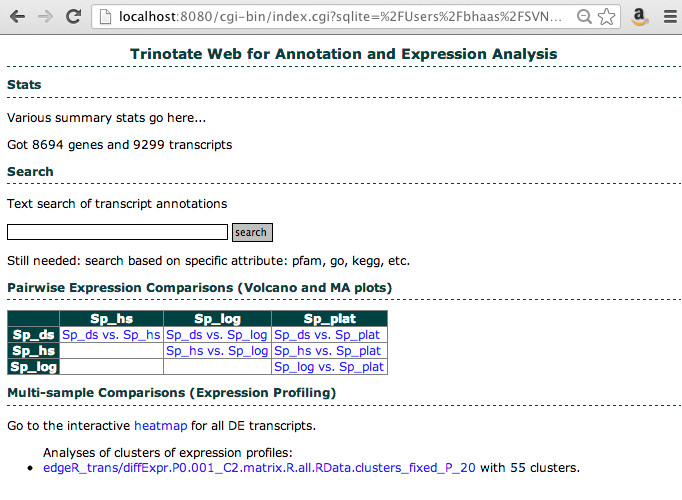 localhost:8080/cgi-bin/index.cgi?sqlite=%2FUsers%2Fbhaas%2FSVN...
Trinotate Web for Annotation and Expression Analysis
Stats
Various summary stats go here...
Got 8694 genes and 9299 transcripts
Search
Text search of transcript annotations
search
Still needed: search based on specific attribute: pfam, go, kegg, etc.
Pairwise Expression Comparisons (Volcano and MA plots)
Sp_hs Sp_log Sp_plat
Sp_ds Sp_ds vs. Sp_hs Sp_ds vs. Sp_log Sp_ds vs. Sp_plat
Sp_hs Sp_hs vs. Sp_log Sp_hs vs. Sp_plat
Sp_log Sp_log vs. Sp_plat
Multi-sample Comparisons (Expression Profiling)
Go to the interactive heatmap for all DE transcripts.
Analyses of clusters of expression profiles:
• edgeR_trans/diffExpr.P0.001_C2.matrix.R.all.RData.clusters_fixed_P_20 with 55 clusters.